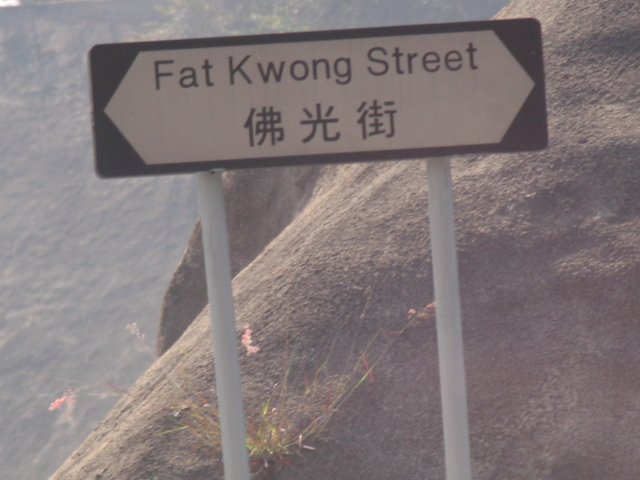 Fat Kwong Street
佛光街